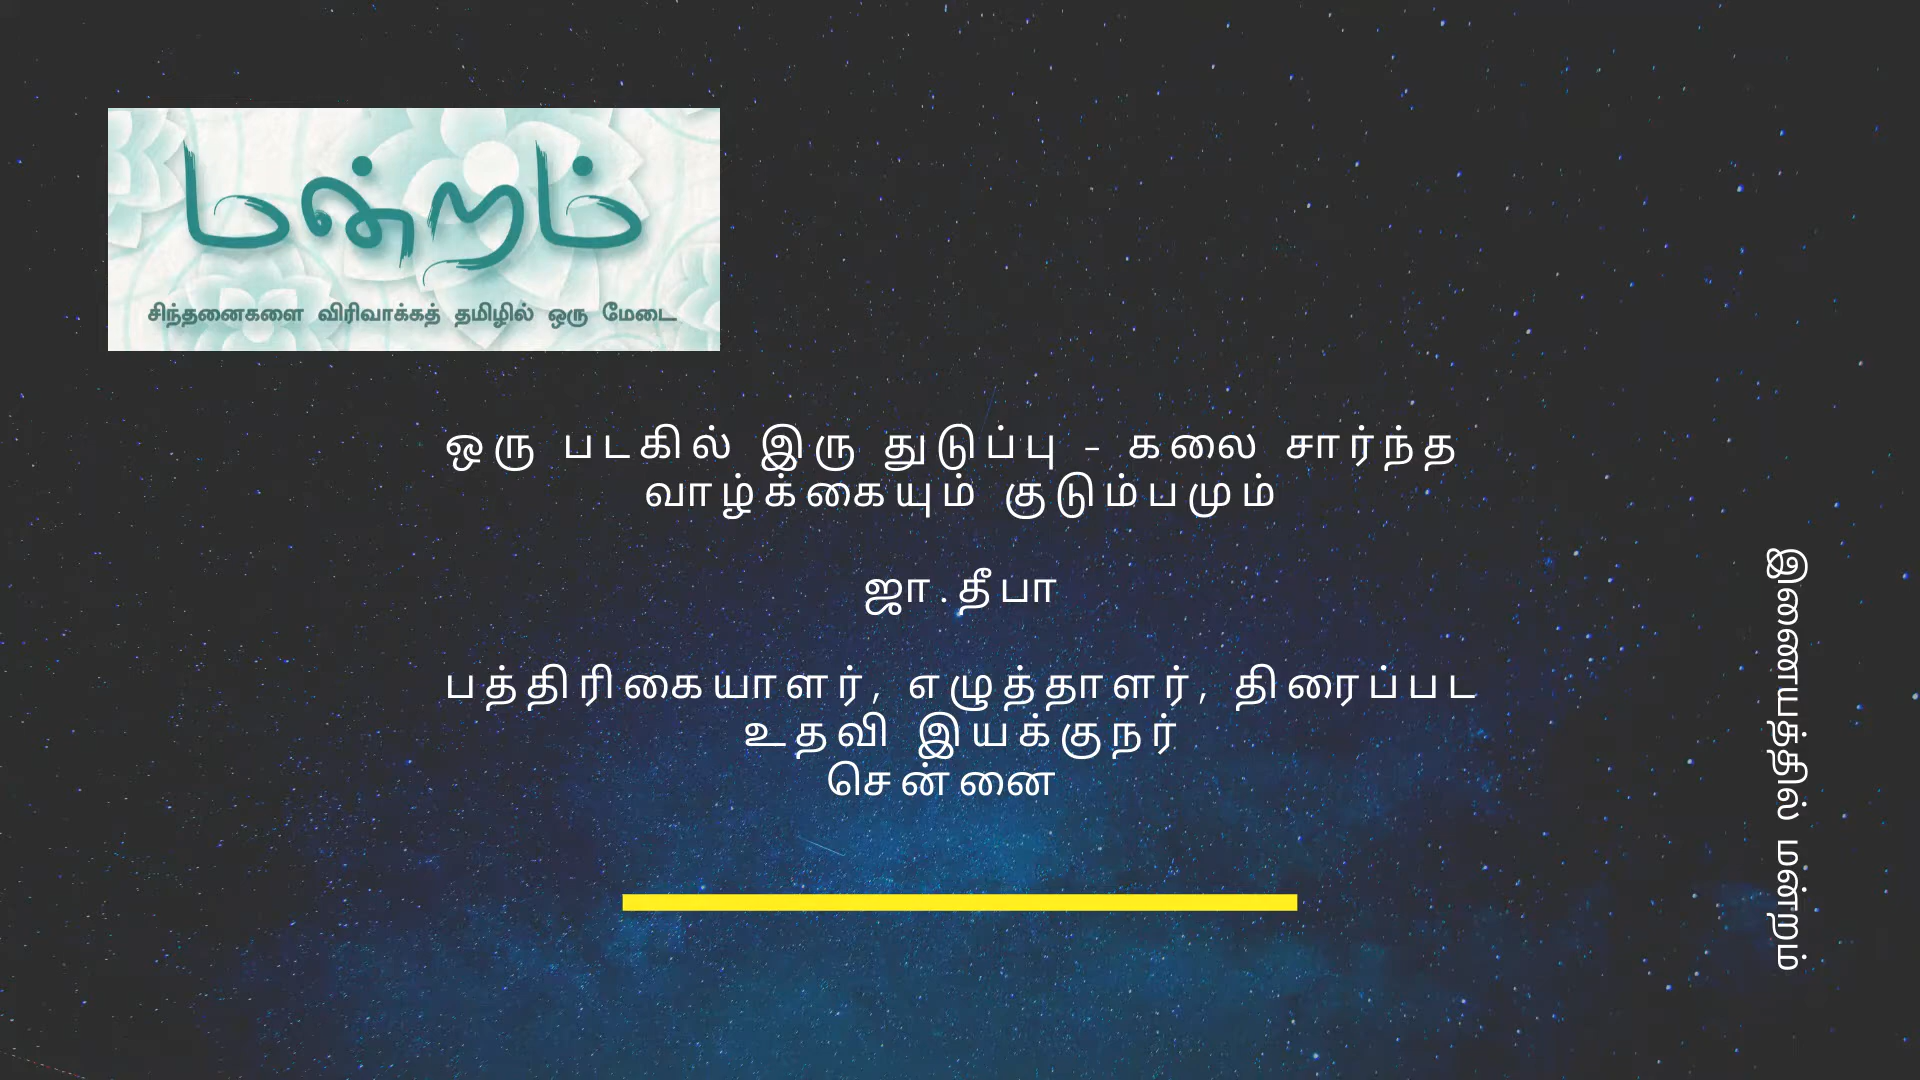 மன்றம்
சிந்தனைகளை விரிவாக்கத் தமிழில் ஒரு மேடை
ஒரு படகில் இரு துடுப்பு - கலை சார்ந்த
வாழ்க்கையும் குடும்பமும்
ஜா.தீபா
பத்திரிகையாளர், எழுத்தாளர், திரைப்பட
உதவி இயக்குநர்
சென்னை
இணையத்தில் மன்றம்